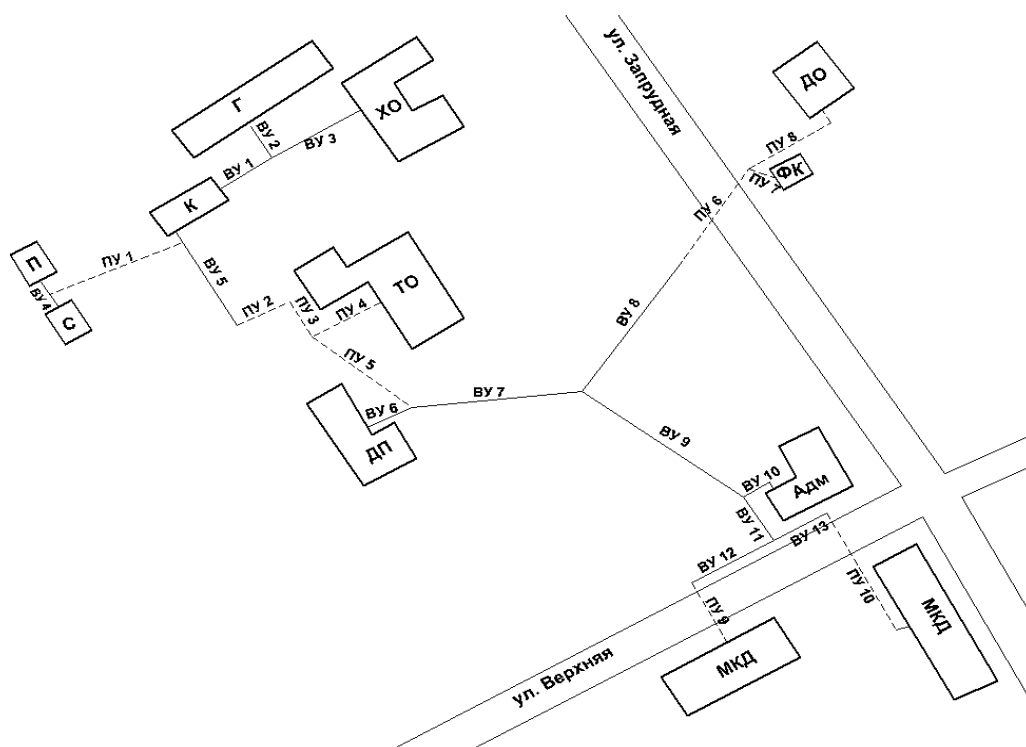 ул. Запрудная
ДО
Г
ХО
ВУ 2
ВУ 3
ПУ 8
ВУ 1
ФК
ПУ 7
К
ПУ 6
П
ПУ 1
ВУ 5
ТО
ВУ 4
С
ПУ 2
ПУ 3
ПУ 4
ВУ 8
ПУ 5
ВУ 7
ВУ 6
ДП
ВУ 9
ВУ 10
Адм
ВУ 11
ВУ 13
ВУ 12
ПУ 10
ПУ 9
МКД
МКД
ул. Верхняя